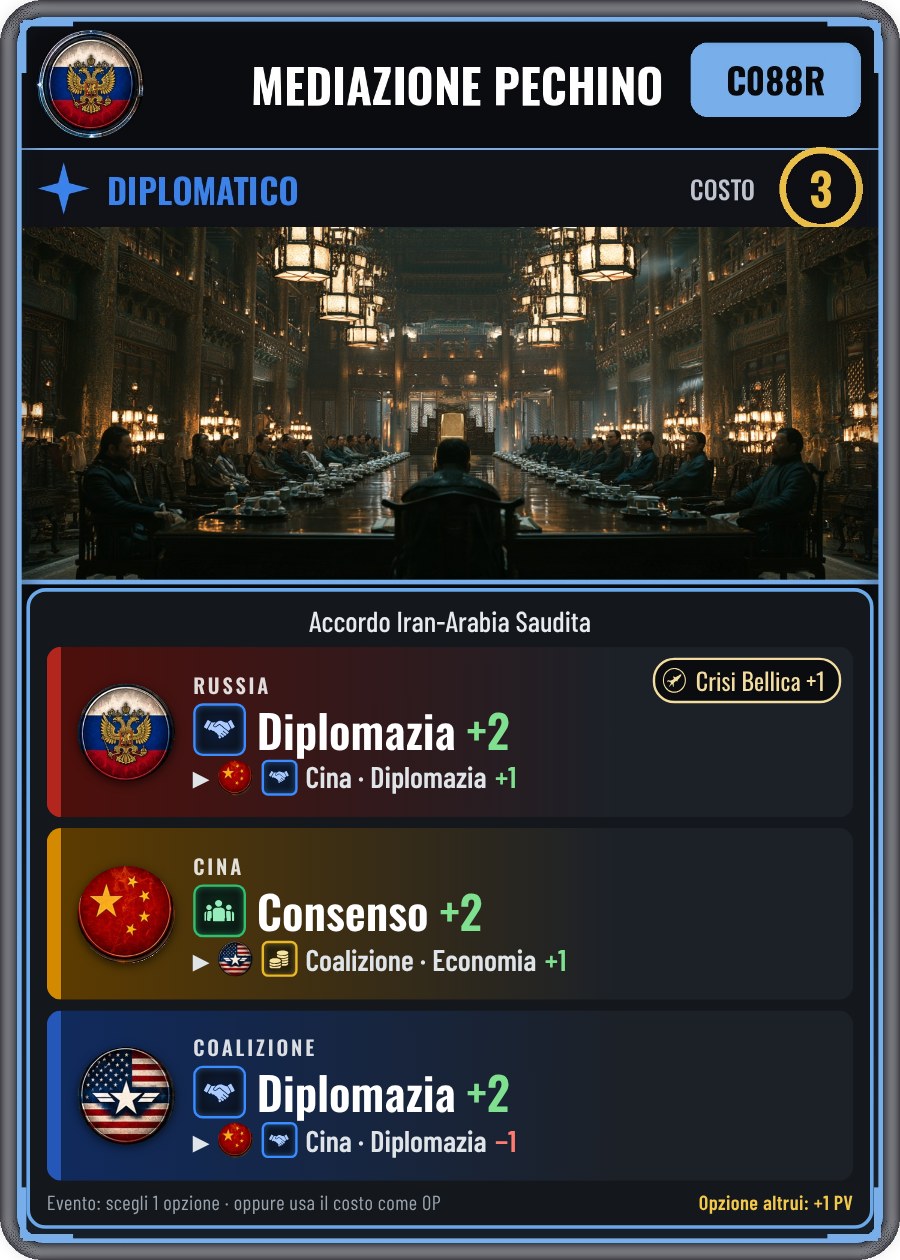 MEDIAZIONE PECHINO
C088R
DIPLOMATICO
COSTO
3
Accordo Iran-Arabia Saudita
RUSSIA
Crisi Bellica +1
Diplomazia +2
▶ Cina · Diplomazia +1
CINA
Consenso +2
▶ Coalizione · Economia +1
COALIZIONE
Diplomazia +2
▶ Cina · Diplomazia −1
Evento: scegli 1 opzione · oppure usa il costo come OP
Opzione altrui: +1 PV